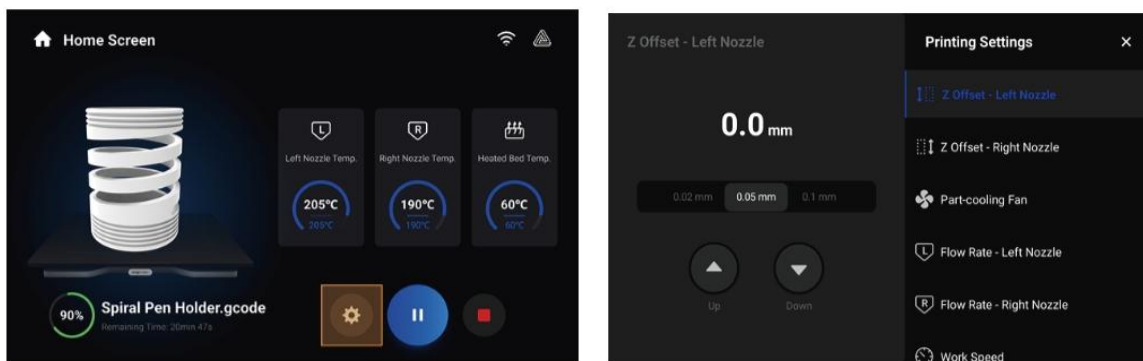 Home Screen
L
R
Left Nozzle Temp.
Right Nozzle Temp.
Heated Bed Temp.
205°C
205°C
190°C
190°C
60°C
60°C
90%
Spiral Pen Holder.gcode
Remaining Time: 20min 47s
Z Offset - Left Nozzle
0.0 mm
0.02 mm
0.05 mm
0.1 mm
Up
Down
Printing Settings
Z Offset - Left Nozzle
Z Offset - Right Nozzle
Part-cooling Fan
L
Flow Rate - Left Nozzle
R
Flow Rate - Right Nozzle
Work Speed